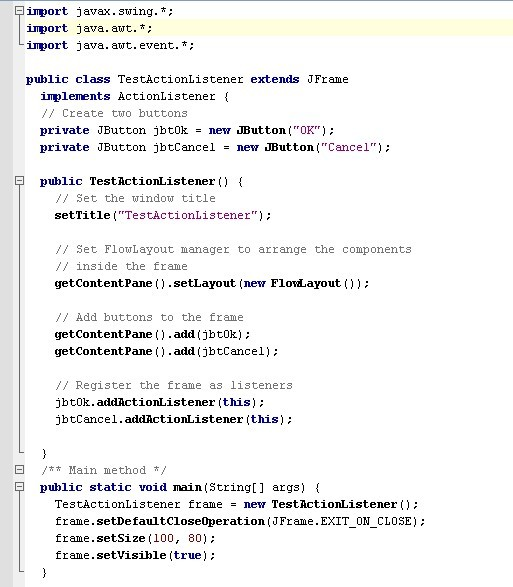 import javax.swing.*;
import java.awt.*;
import java.awt.event.*;
public class TestActionListener extends JFrame
implements ActionListener {
// Create two buttons
private JButton jbtOk = new JButton("OK");
private JButton jbtCancel = new JButton("Cancel");
public TestActionListener() {
// Set the window title
setTitle("TestActionListener");
// Set FlowLayout manager to arrange the components
// inside the frame
getContentPane().setLayout(new FlowLayout());
// Add buttons to the frame
getContentPane().add(jbtOk);
getContentPane().add(jbtCancel);
// Register the frame as listeners
jbtOk.addActionListener(this);
jbtCancel.addActionListener(this);
}
/** Main method */
public static void main(String[] args) {
TestActionListener frame = new TestActionListener();
frame.setDefaultCloseOperation(JFrame.EXIT_ON_CLOSE);
frame.setSize(100, 80);
frame.setVisible(true);
}